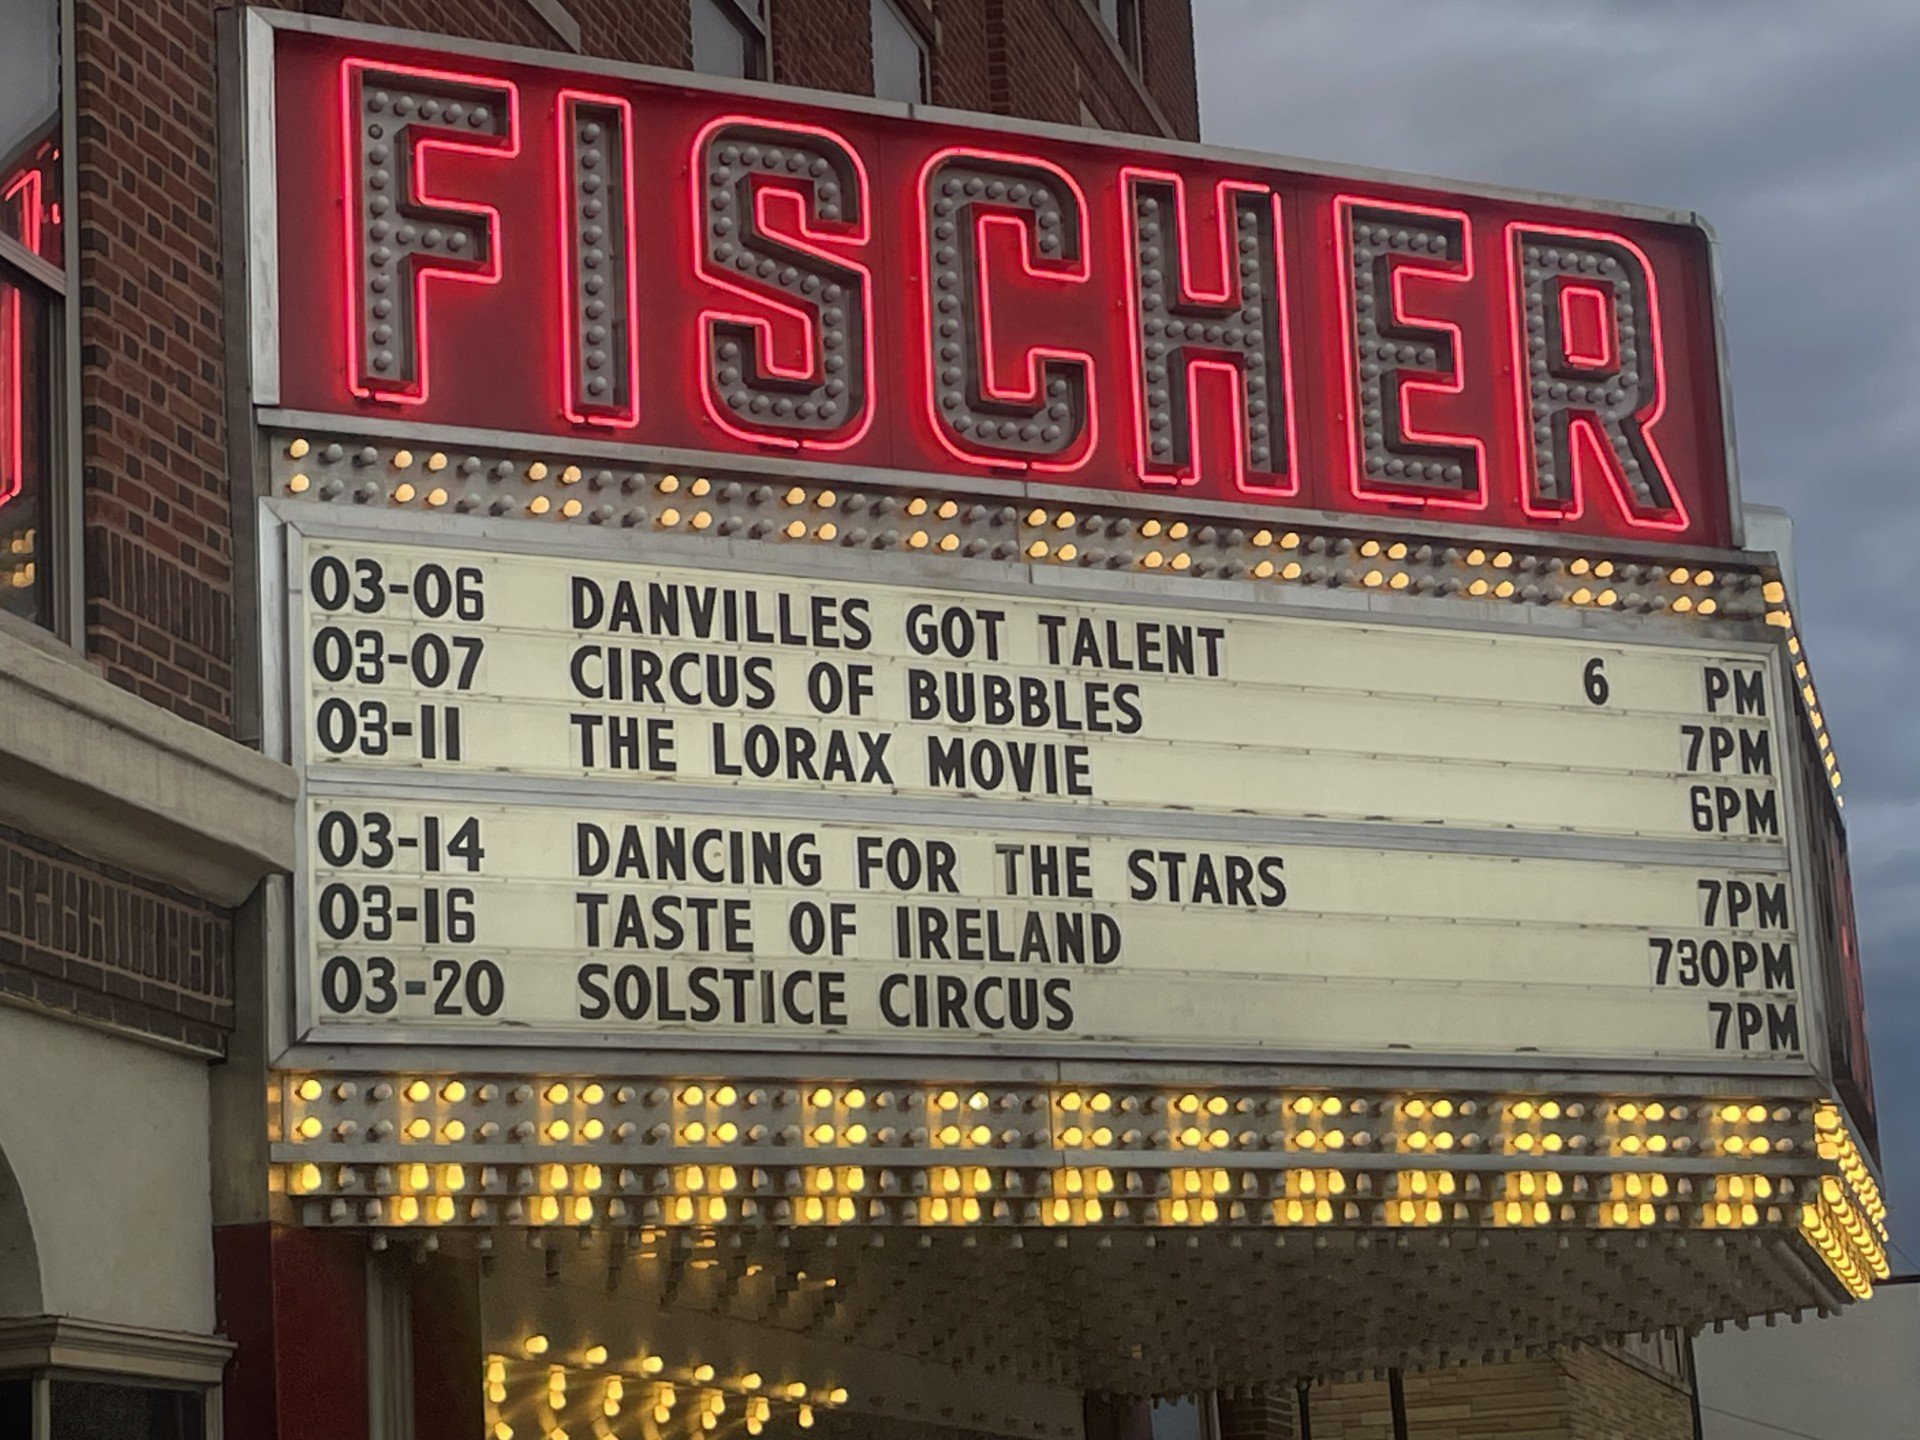 FISCHER
03-06 DANVILLES GOT TALENT 6 PM
03-07 CIRCUS OF BUBBLES 7PM
03-11 THE LORAX MOVIE 6PM
03-14 DANCING FOR THE STARS 7PM
03-16 TASTE OF IRELAND 730PM
03-20 SOLSTICE CIRCUS 7PM